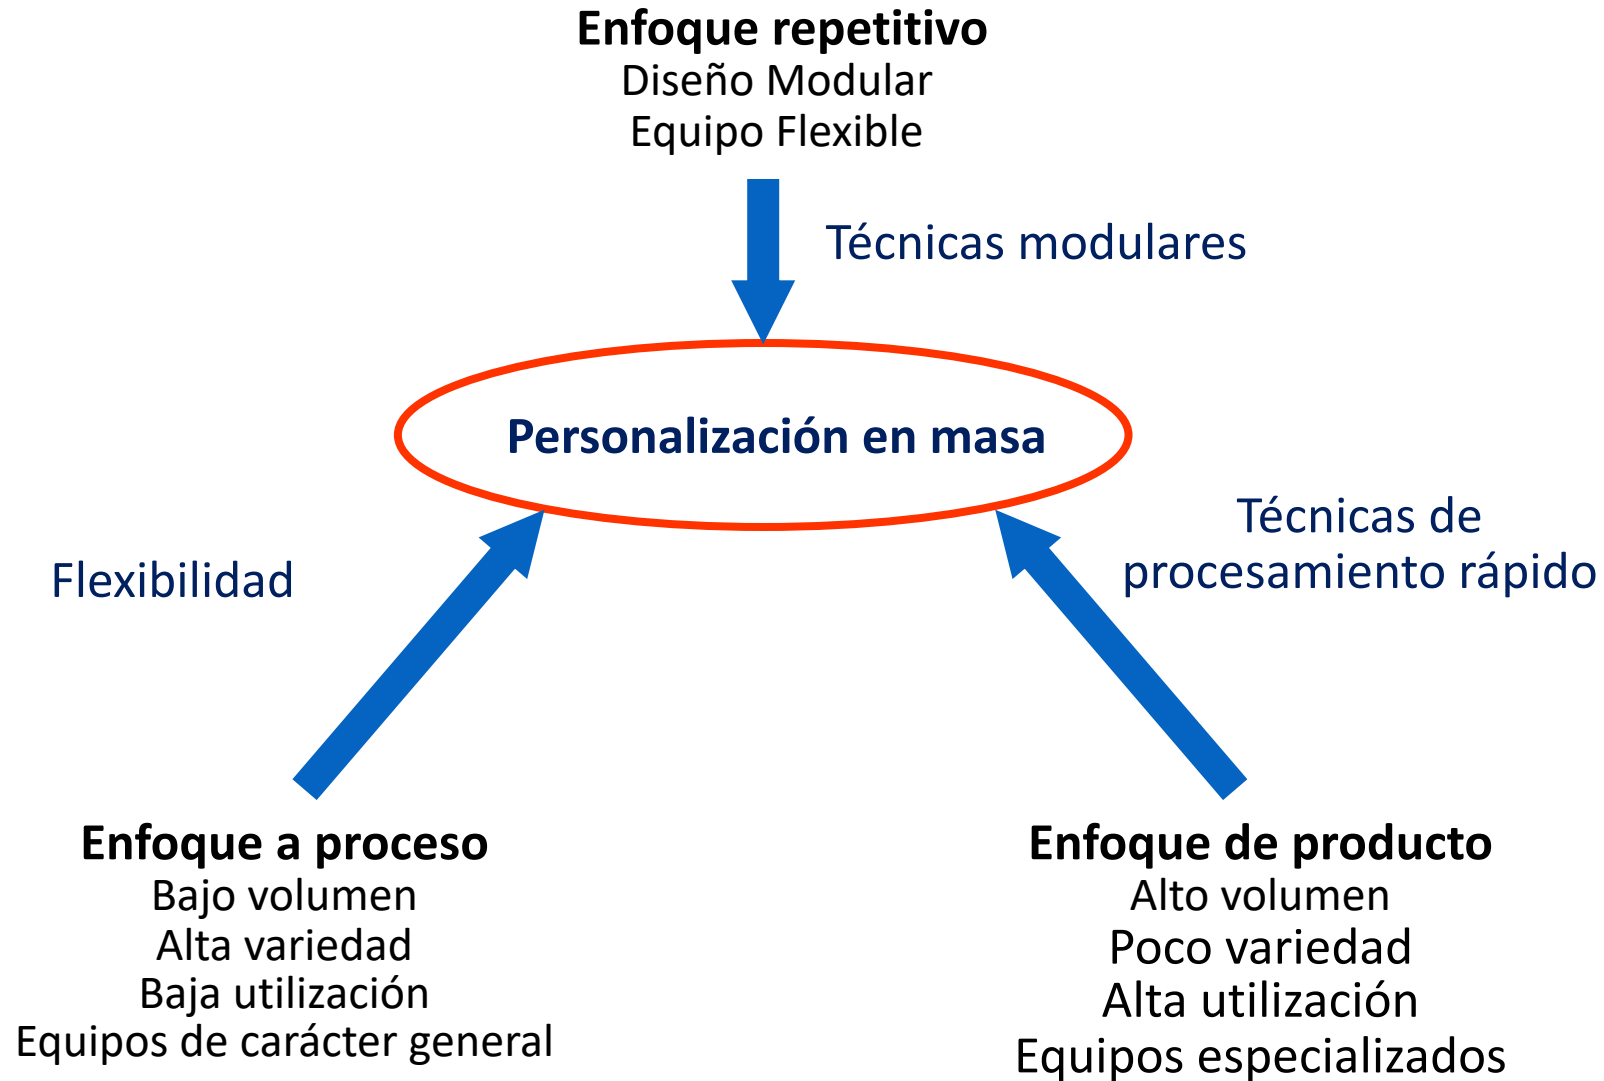 Enfoque repetitivo
Diseño Modular
Equipo Flexible
Técnicas modulares
Personalización en masa
Flexibilidad
Técnicas de
procesamiento rápido
Enfoque a proceso
Bajo volumen
Alta variedad
Baja utilización
Equipos de carácter general
Enfoque de producto
Alto volumen
Poco variedad
Alta utilización
Equipos especializados